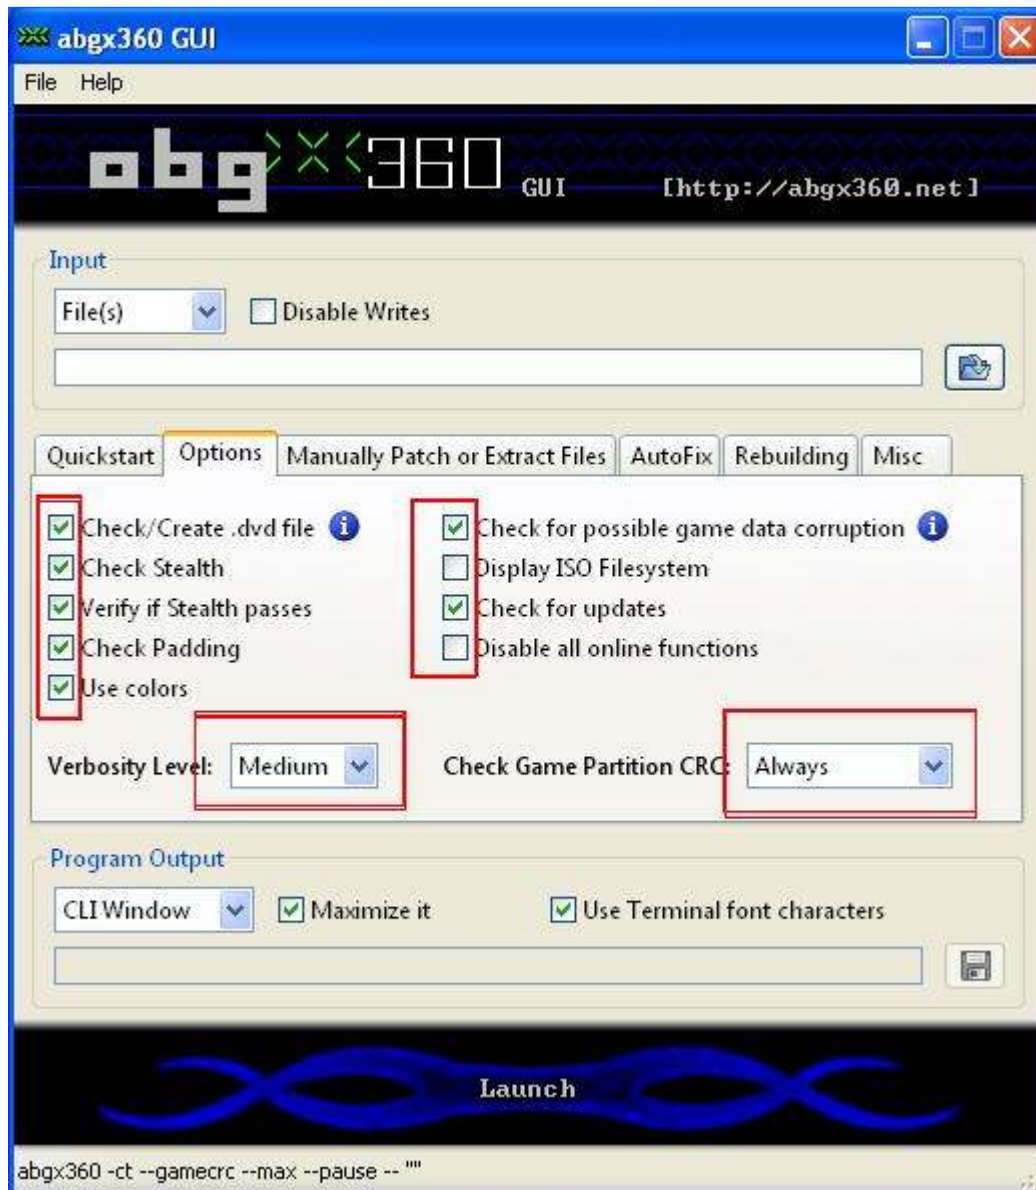 abgx360 GUI
File Help
abgx360 GUI [http://abgx360.net]
Input
File(s) Disable Writes
Quickstart Options Manually Patch or Extract Files AutoFix Rebuilding Misc
Check/Create .dvd file Check for possible game data corruption
Check Stealth Display ISO Filesystem
Verify if Stealth passes Check for updates
Check Padding Disable all online functions
Use colors
Verbosity Level: Medium Check Game Partition CRC: Always
Program Output
CLI Window Maximize it Use Terminal font characters
Launch
abgx360 -ct --gamecrc --max --pause -- ""